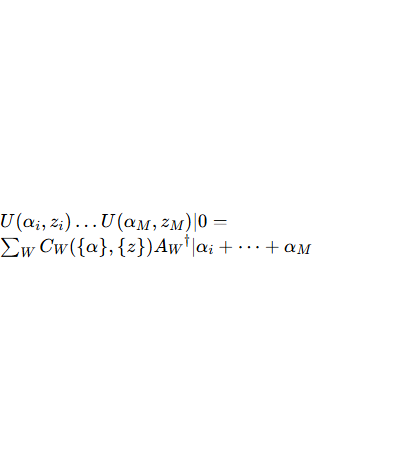 U(α_i, z_i) … U(α_M, z_M)|0 =
∑_W C_W({α}, {z})A_W^†|α_i + ⋯ + α_M